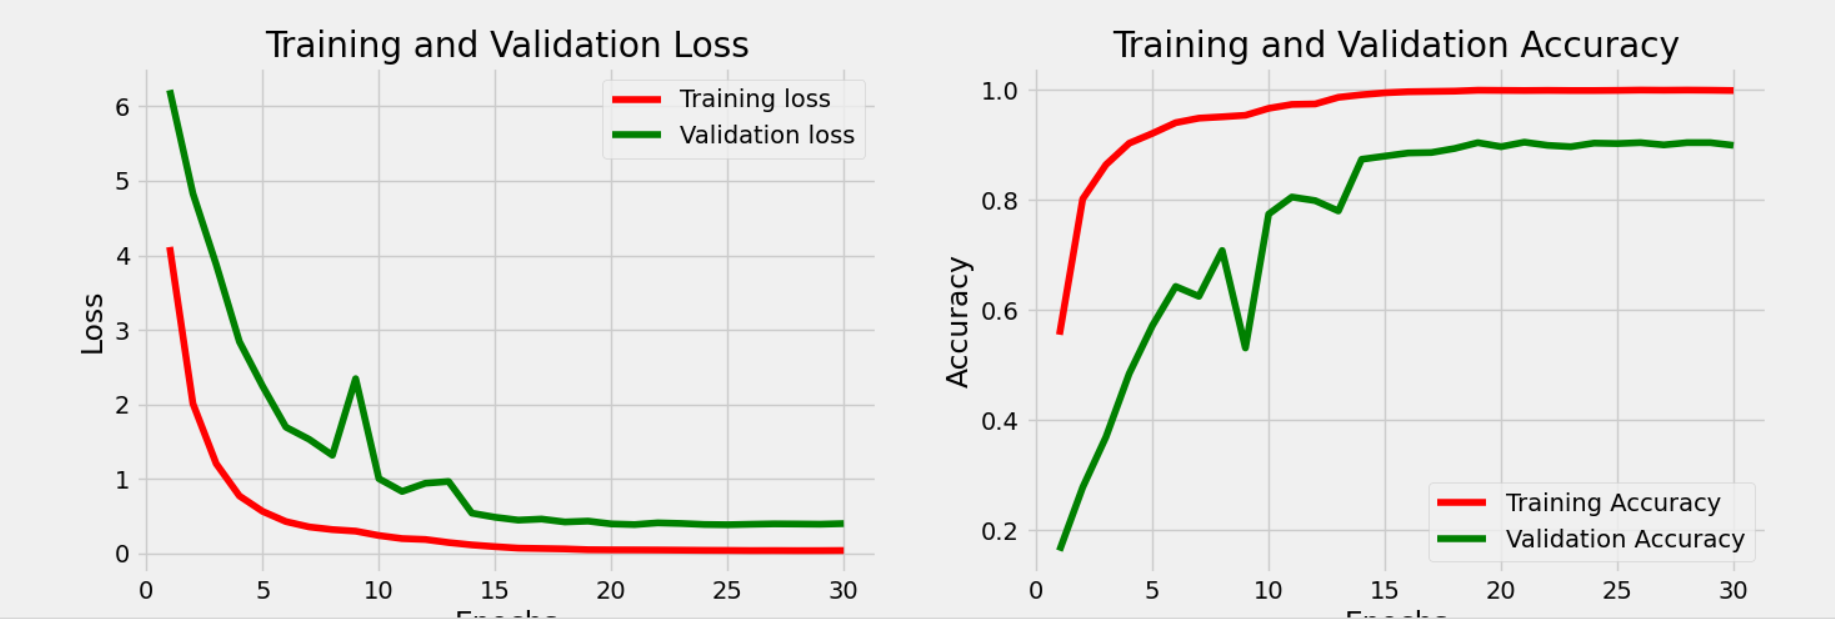 Training and Validation Loss
6
5
4
3
2
1
0
Loss
Training loss
Validation loss
0 5 10 15 20 25 30
Epochs
Training and Validation Accuracy
1.0
0.8
0.6
0.4
0.2
Accuracy
Training Accuracy
Validation Accuracy
0 5 10 15 20 25 30
Epochs